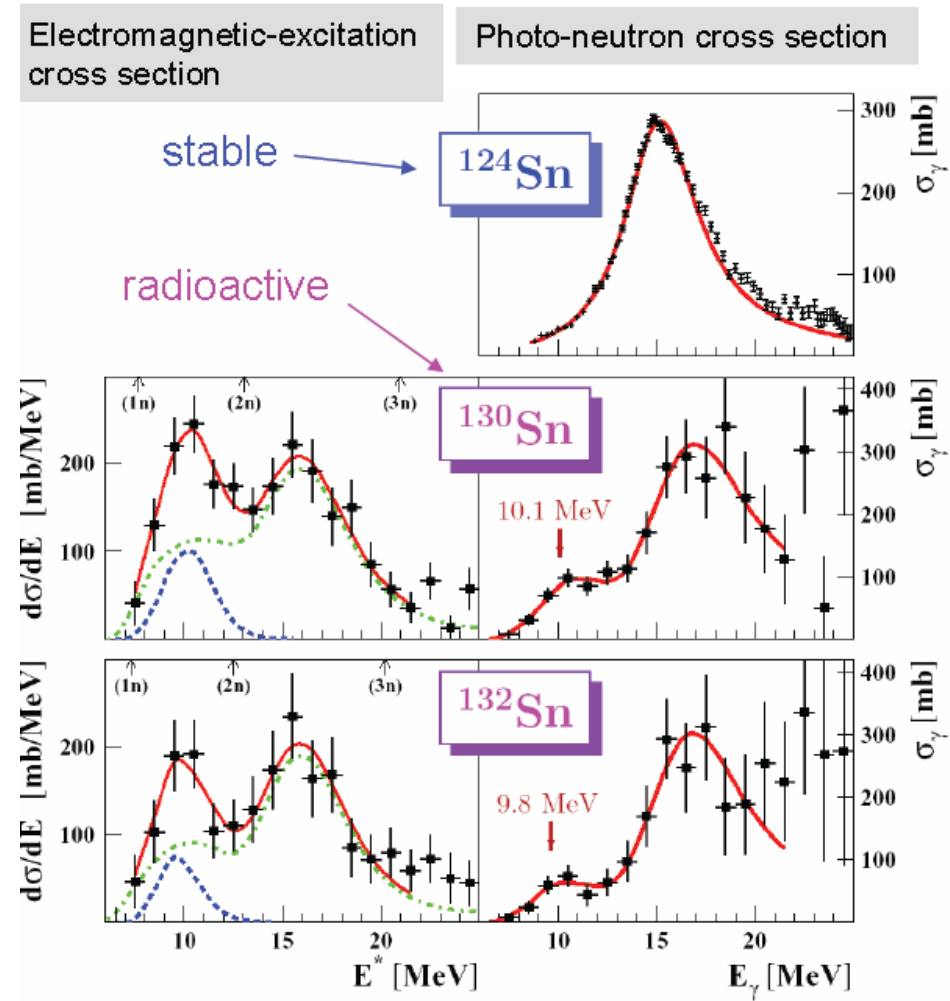 Electromagnetic-excitation
cross section
Photo-neutron cross section
stable
radioactive
¹²⁴Sn
300
200
100
σγ [mb]
(1n) (2n) (3n)
¹³⁰Sn
200
100
dσ/dE [mb/MeV]
10.1 MeV
400
300
200
100
σγ [mb]
(1n) (2n) (3n)
¹³²Sn
200
100
dσ/dE [mb/MeV]
9.8 MeV
400
300
200
100
σγ [mb]
10 15 20
E* [MeV]
10 15 20
Eγ [MeV]